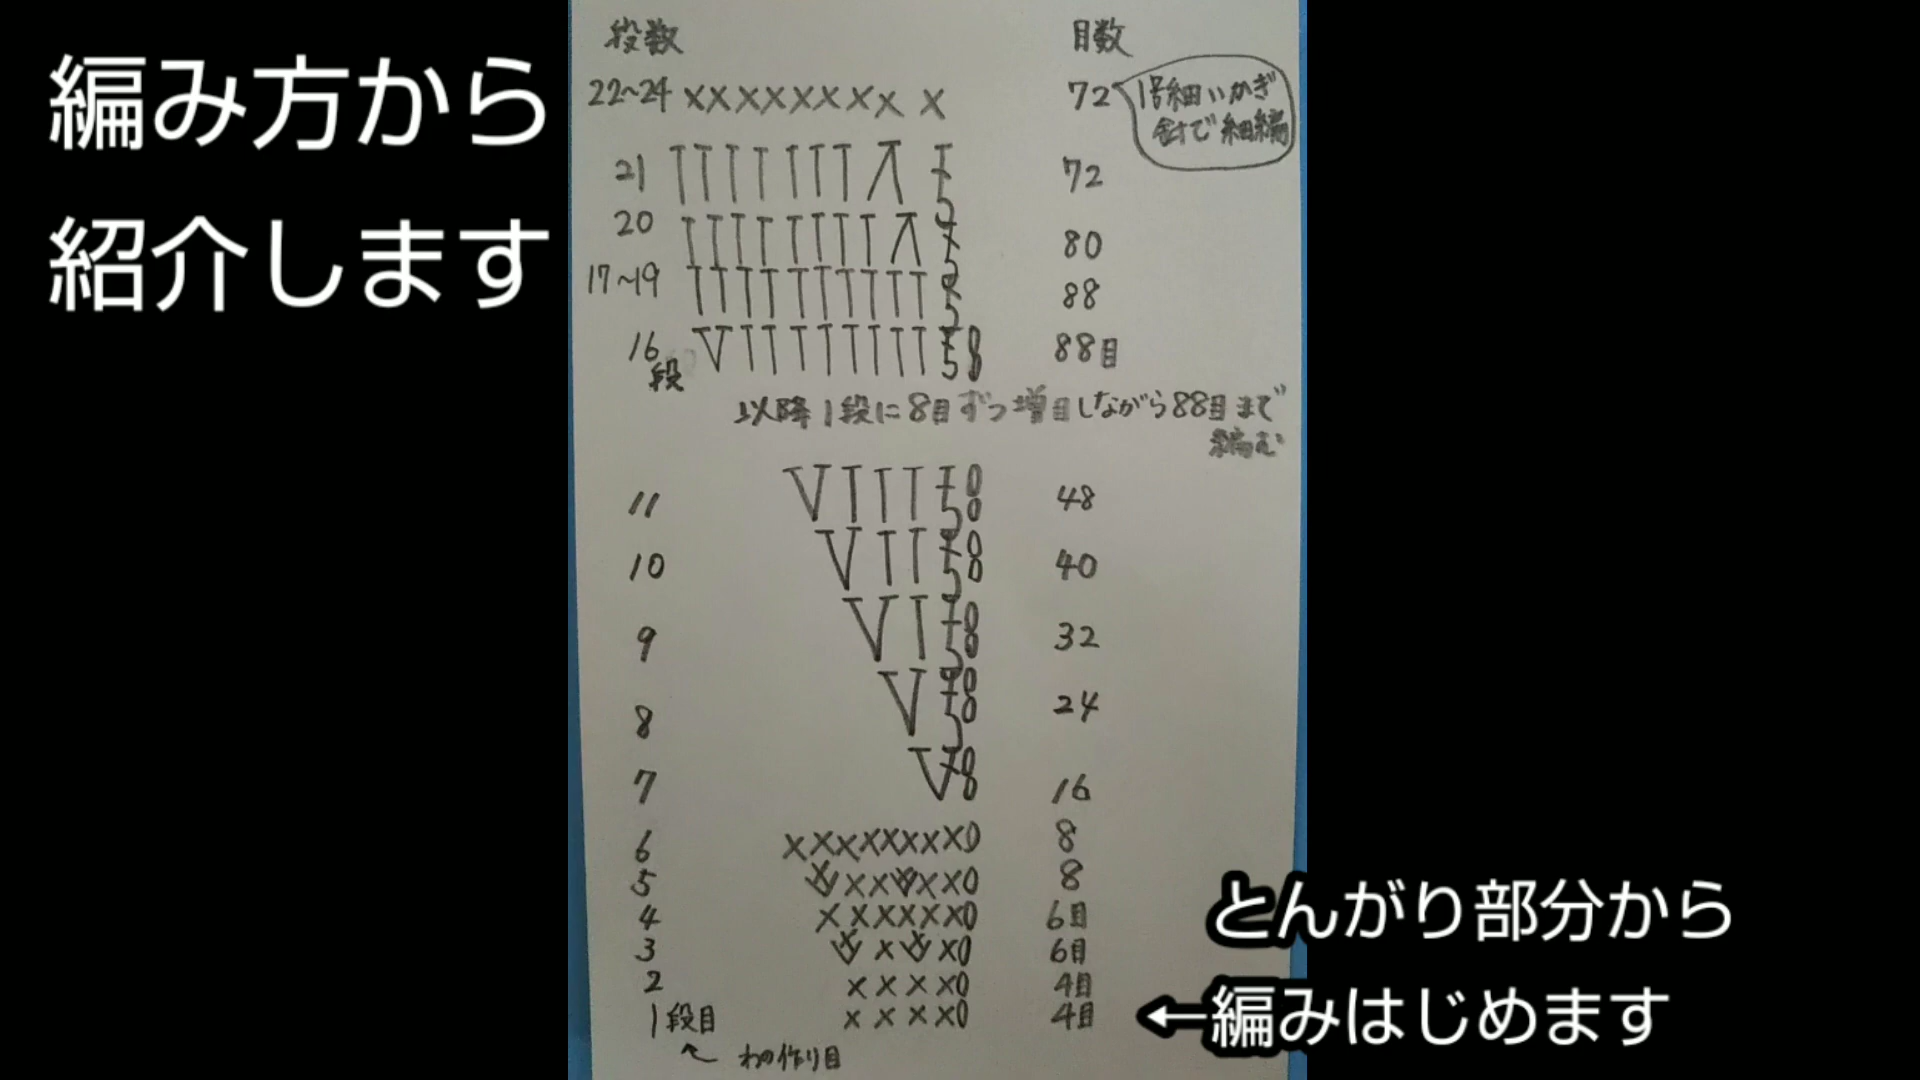 編み方から
紹介します
段数 目数
22~24 ××××××××× 72
1号細いかぎ
針で細編
21 72
20 80
17~19 88
16段 88目
以降1段に8目ずつ増目しながら88目まで
編む
11 48
10 40
9 32
8 24
7 16
6 ××××××××0 8
5 8
4 ××××××0 6目
3 6目
2 ××××0 4目
1段目 ××××0 4目
わの作り目
とんがり部分から
←編みはじめます